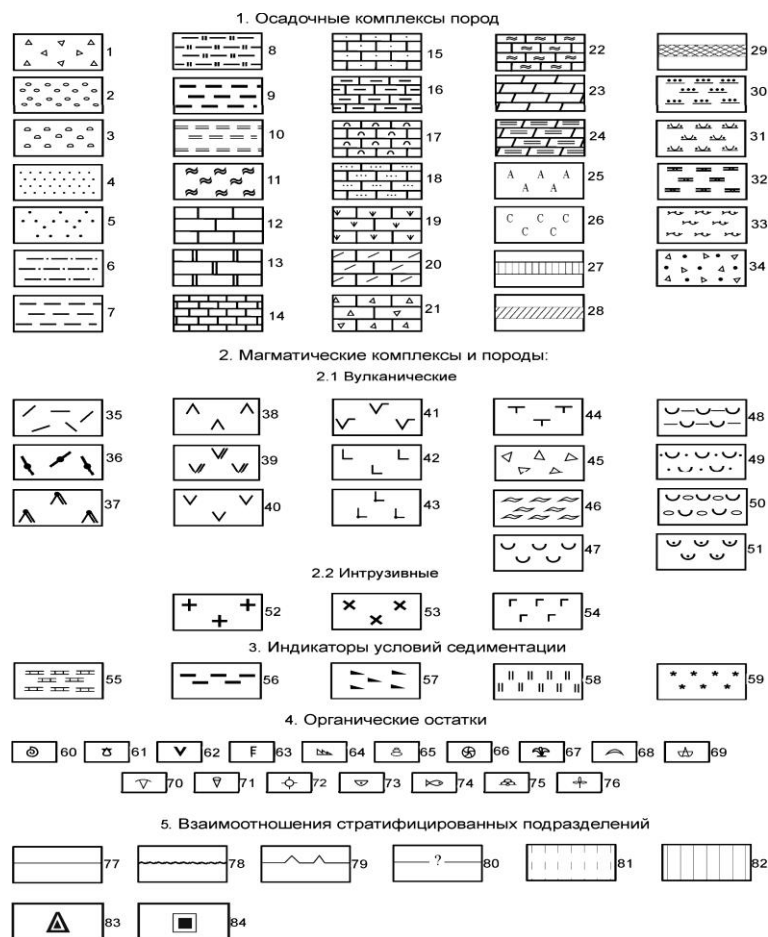 1. Осадочные комплексы пород
1 8 15 22 29
2 9 16 23 30
3 10 17 24 31
4 11 18 25 32
5 12 19 26 33
6 13 20 27 34
7 14 21 28
2. Магматические комплексы и породы:
2.1 Вулканические
35 38 41 44 48
36 39 42 45 49
37 40 43 46 50
47 51
2.2 Интрузивные
52 53 54
3. Индикаторы условий седиментации
55 56 57 58 59
4. Органические остатки
60 61 62 63 64 65 66 67 68 69
70 71 72 73 74 75 76
5. Взаимоотношения стратифицированных подразделений
77 78 79 ? 80 81 82
83 84